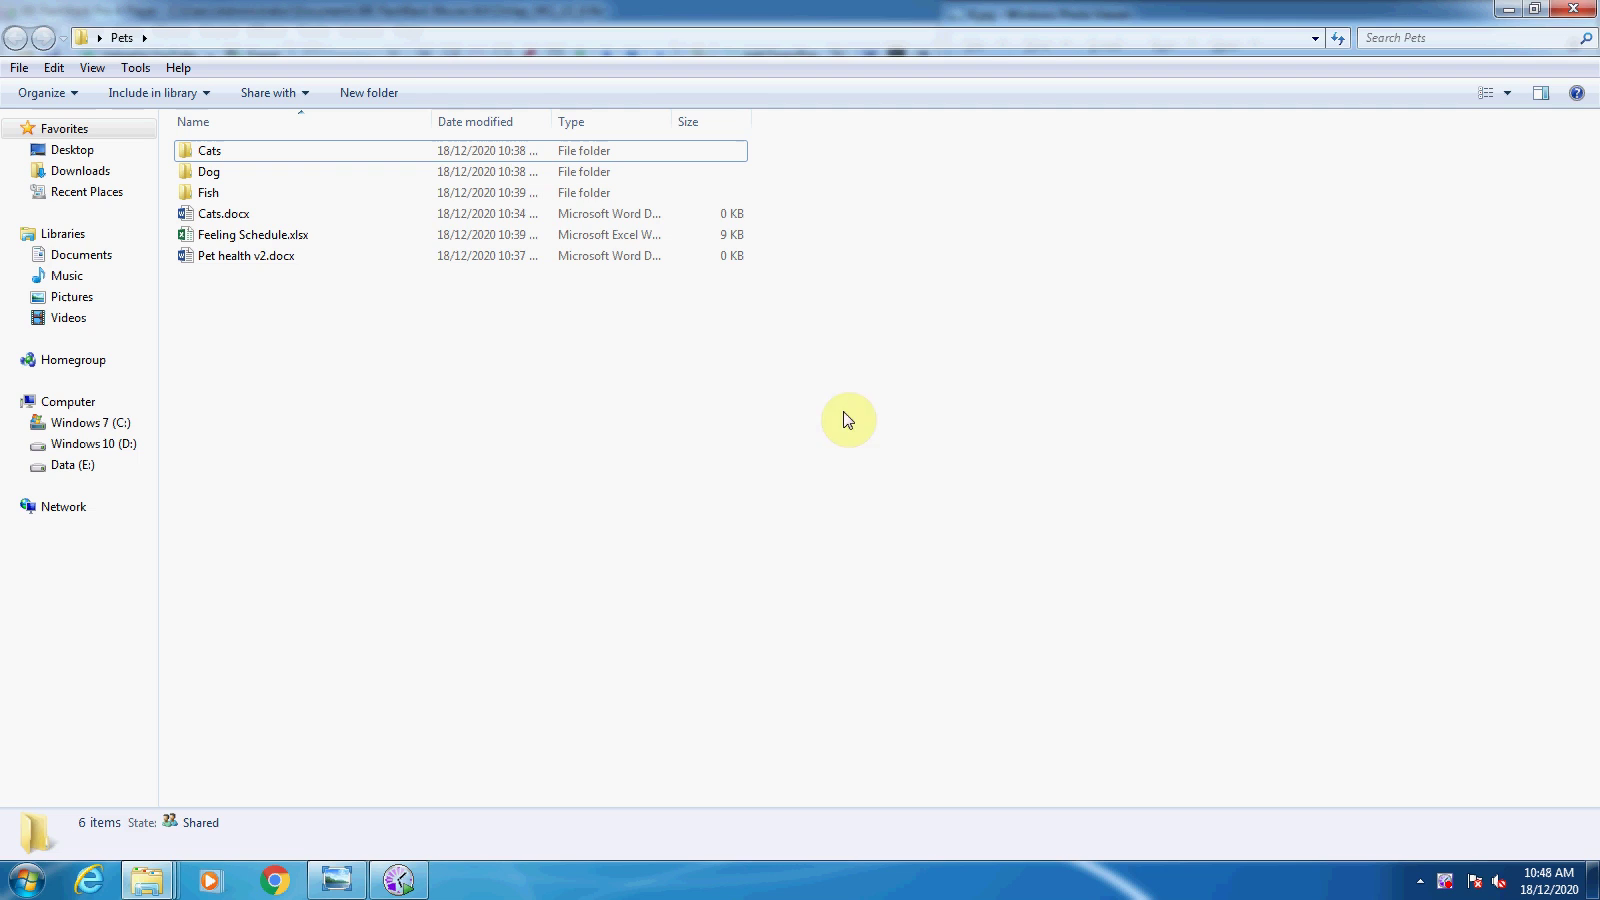 Pets
Search Pets
File Edit View Tools Help
Organize Include in library Share with New folder
Name Date modified Type Size
Favorites
Desktop
Downloads
Recent Places
Libraries
Documents
Music
Pictures
Videos
Homegroup
Computer
Windows 7 (C:)
Windows 10 (D:)
Data (E:)
Network
Cats 18/12/2020 10:38 ... File folder
Dog 18/12/2020 10:38 ... File folder
Fish 18/12/2020 10:39 ... File folder
Cats.docx 18/12/2020 10:34 ... Microsoft Word D... 0 KB
Feeling Schedule.xlsx 18/12/2020 10:39 ... Microsoft Excel W... 9 KB
Pet health v2.docx 18/12/2020 10:37 ... Microsoft Word D... 0 KB
6 items State: Shared
10:48 AM
18/12/2020